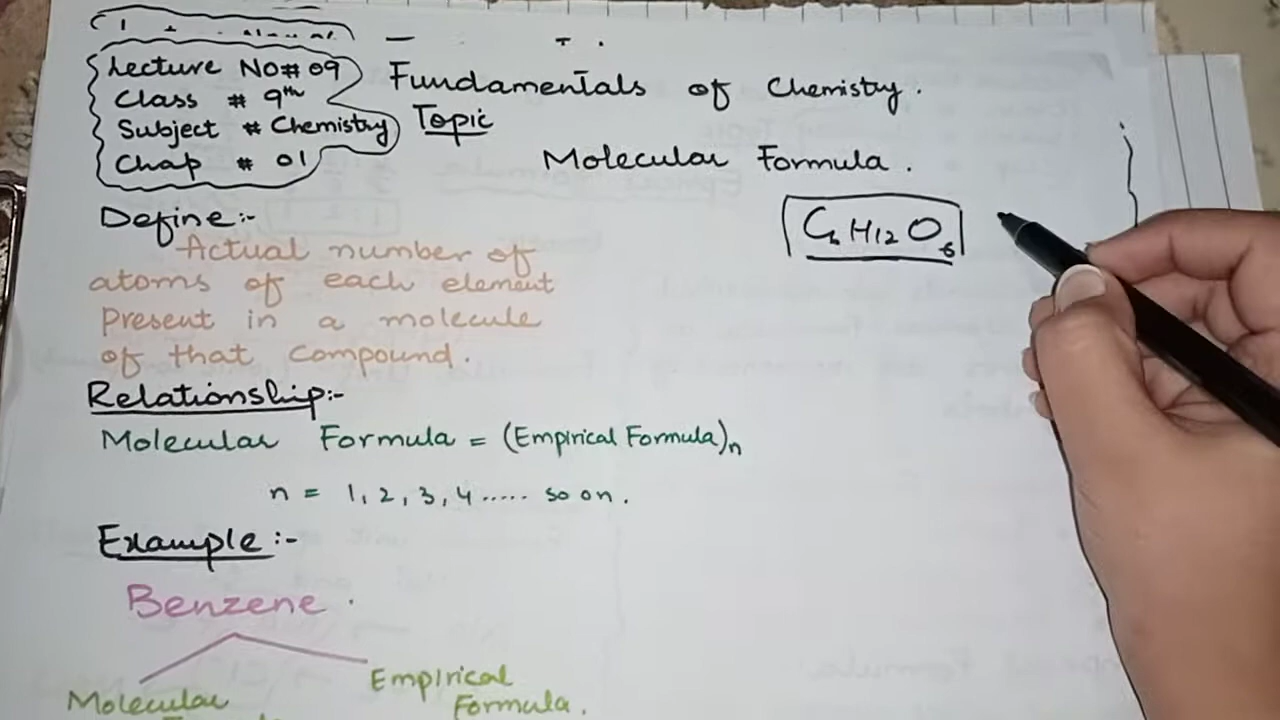 Lecture No# 09
Class # 9th
Subject # Chemistry
Chap # 01
Fundamentals of Chemistry.
Topic
Molecular Formula.
C6H12O6
Define:-
Actual number of
atoms of each element
Present in a molecule
of that compound.
Relationship:-
Molecular Formula = (Empirical Formula)n
n = 1, 2, 3, 4 ..... so on.
Example :-
Benzene .
Molecular
Empirical
Formula.